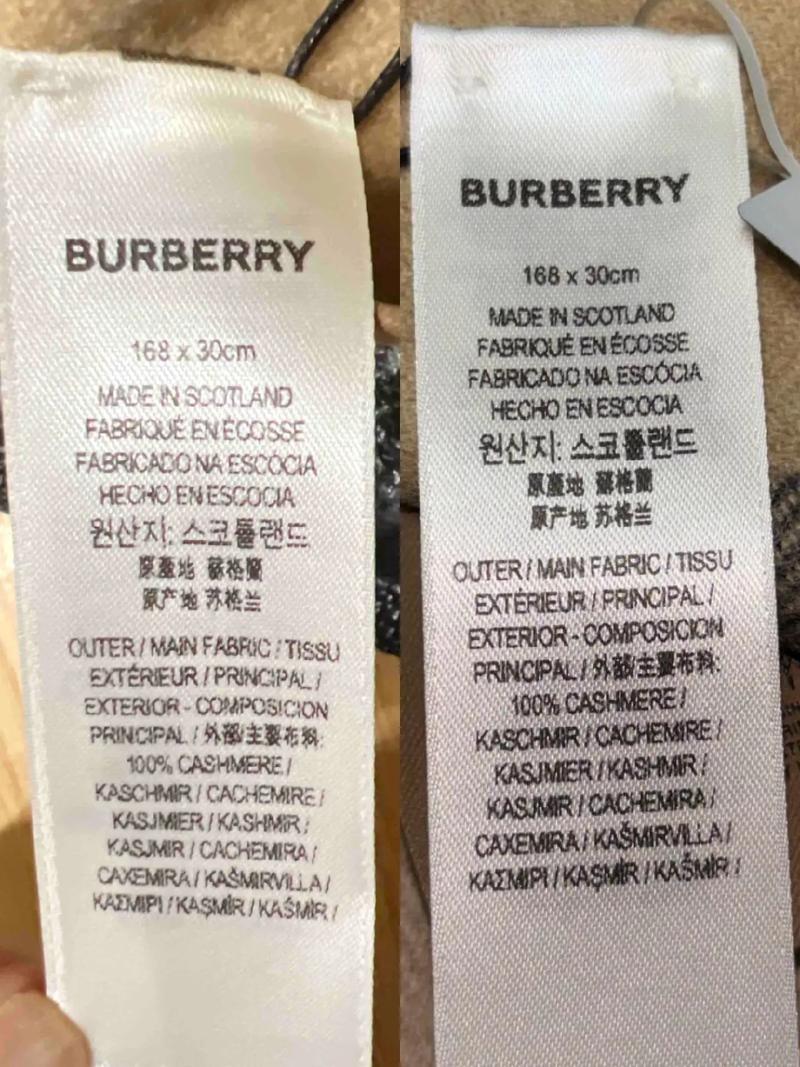 BURBERRY
168 x 30cm
MADE IN SCOTLAND
FABRIQUÉ EN ÉCOSSE
FABRICADO NA ESCÓCIA
HECHO EN ESCOCIA
원산지: 스코틀랜드
原產地 蘇格蘭
原产地 苏格兰
OUTER / MAIN FABRIC / TISSU
EXTÉRIEUR / PRINCIPAL /
EXTERIOR - COMPOSICION
PRINCIPAL / 外部/主要布料:
100% CASHMERE /
KASCHMIR / CACHEMIRE /
KASJMIER / KASHMIR /
KASJMIR / CACHEMIRA /
CAXEMIRA / KAŠMIRVILLA /
ΚΑΣΜΙΡΙ / KAŞMİR / KAŠMÍR /
BURBERRY
168 x 30cm
MADE IN SCOTLAND
FABRIQUÉ EN ÉCOSSE
FABRICADO NA ESCÓCIA
HECHO EN ESCOCIA
원산지: 스코틀랜드
原產地 蘇格蘭
原产地 苏格兰
OUTER / MAIN FABRIC / TISSU
EXTÉRIEUR / PRINCIPAL /
EXTERIOR - COMPOSICION
PRINCIPAL / 外部/主要布料:
100% CASHMERE /
KASCHMIR / CACHEMIRE /
KASJMIER / KASHMIR /
KASJMIR / CACHEMIRA /
CAXEMIRA / KAŠMIRVILLA /
ΚΑΣΜΙΡΙ / KAŞMİR / KAŠMÍR /